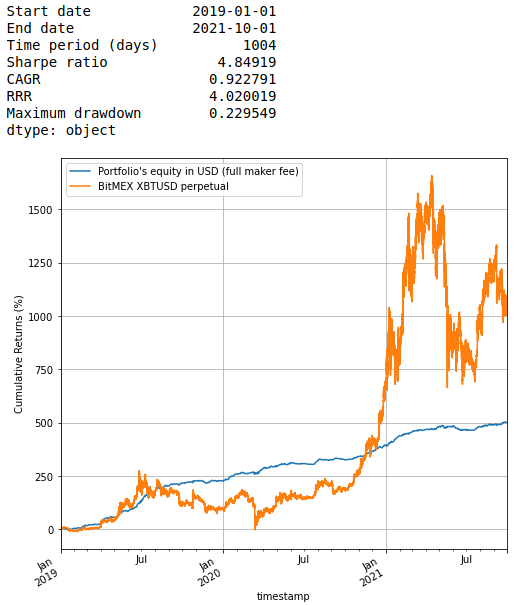 Start date 2019-01-01
End date 2021-10-01
Time period (days) 1004
Sharpe ratio 4.84919
CAGR 0.922791
RRR 4.020019
Maximum drawdown 0.229549
dtype: object
Portfolio's equity in USD (full maker fee)
BitMEX XBTUSD perpetual
1500
1250
1000
750
500
250
0
Cumulative Returns (%)
Jan
2019
Jul
Jan
2020
Jul
Jan
2021
Jul
timestamp